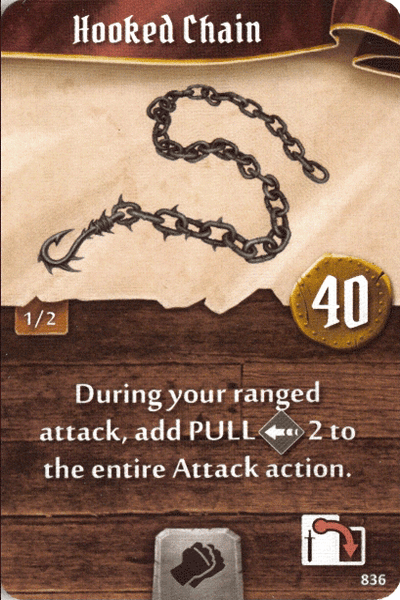 Hooked Chain
1/2
40
During your ranged
attack, add PULL 2 to
the entire Attack action.
836